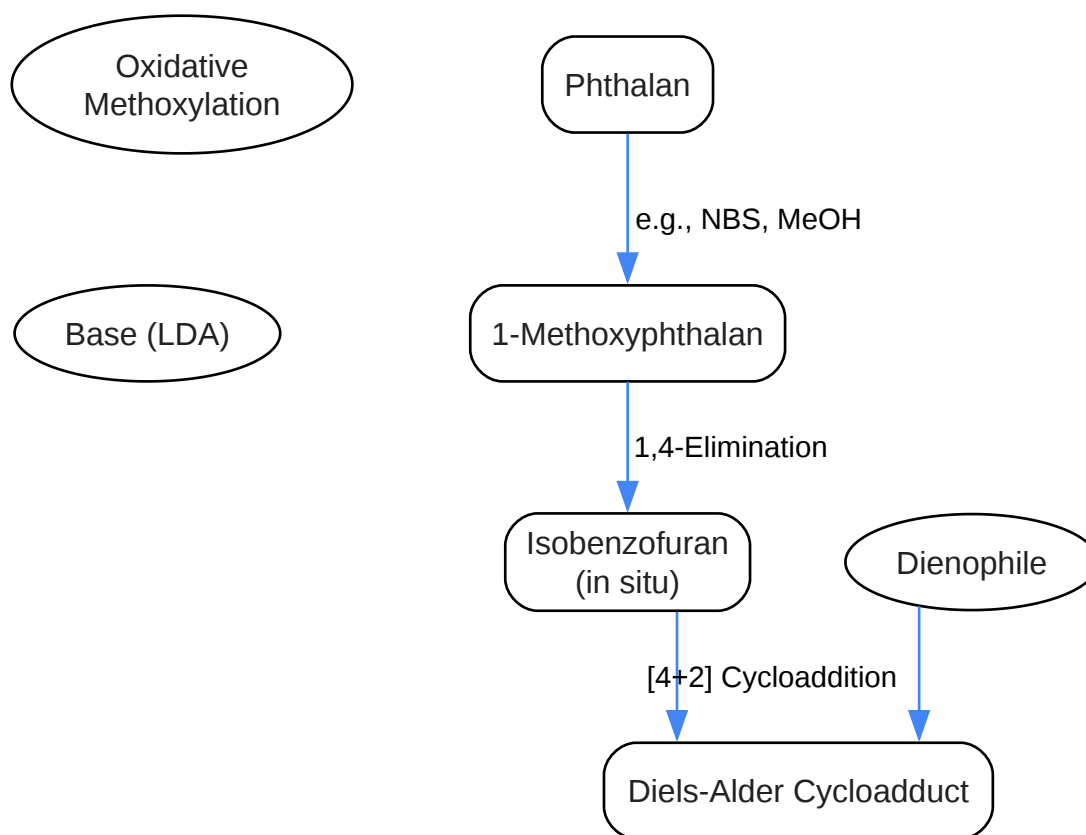 Oxidative
Methoxylation
Phthalan
e.g., NBS, MeOH
Base (LDA)
1-Methoxyphthalan
1,4-Elimination
Isobenzofuran
(in situ)
Dienophile
[4+2] Cycloaddition
Diels-Alder Cycloadduct